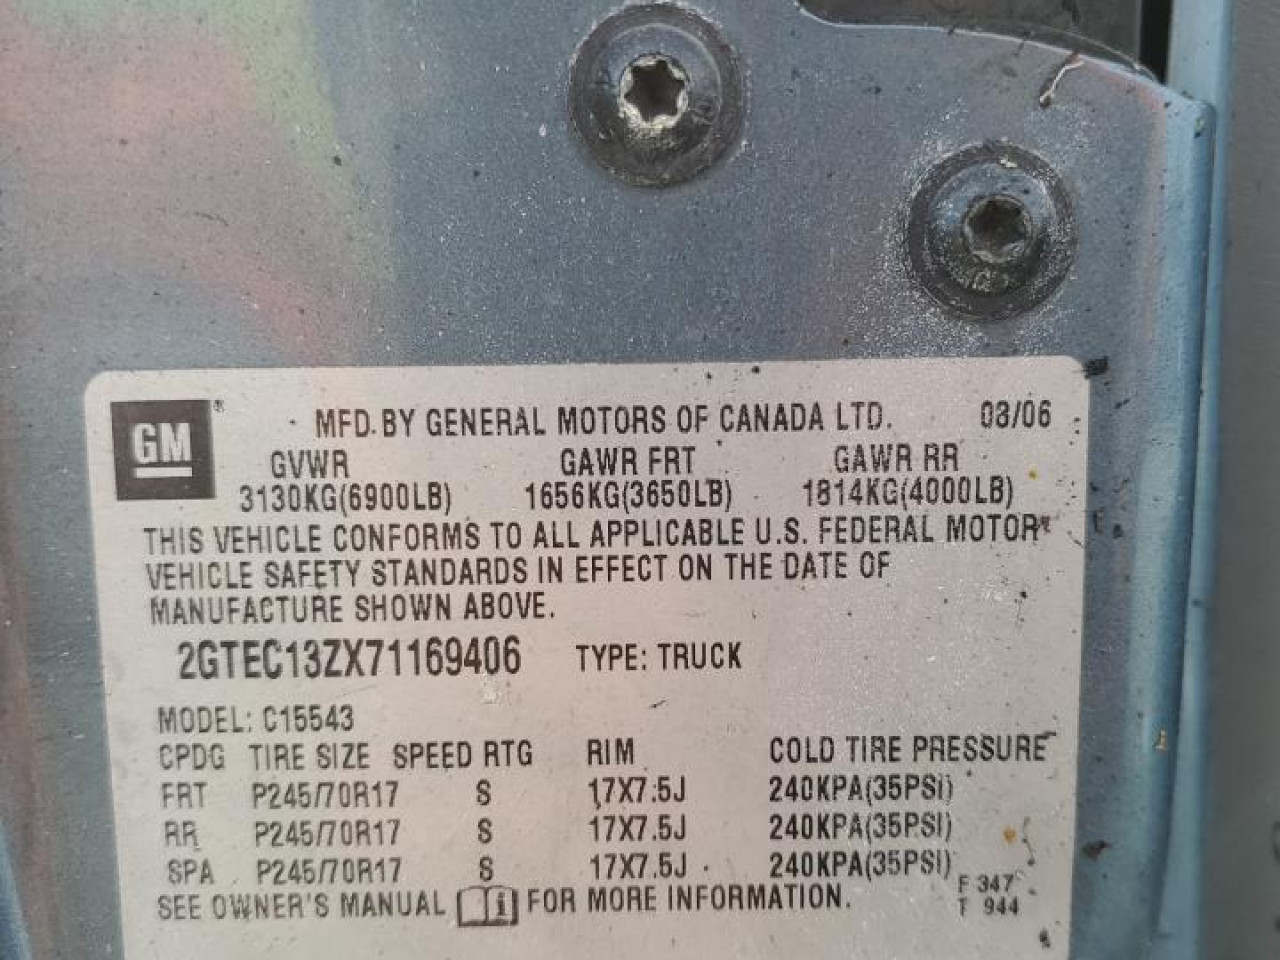 GM
MFD. BY GENERAL MOTORS OF CANADA LTD. 08/06
GVWR GAWR FRT GAWR RR
3130KG(6900LB) 1656KG(3650LB) 1814KG(4000LB)
THIS VEHICLE CONFORMS TO ALL APPLICABLE U.S. FEDERAL MOTOR
VEHICLE SAFETY STANDARDS IN EFFECT ON THE DATE OF
MANUFACTURE SHOWN ABOVE.
2GTEC13ZX71169406 TYPE: TRUCK
MODEL: C15543
CPDG TIRE SIZE SPEED RTG RIM COLD TIRE PRESSURE
FRT P245/70R17 S 17X7.5J 240KPA(35PSI)
RR P245/70R17 S 17X7.5J 240KPA(35PSI)
SPA P245/70R17 S 17X7.5J 240KPA(35PSI)
SEE OWNER'S MANUAL i FOR MORE INFORMATION.
F 347
T 944